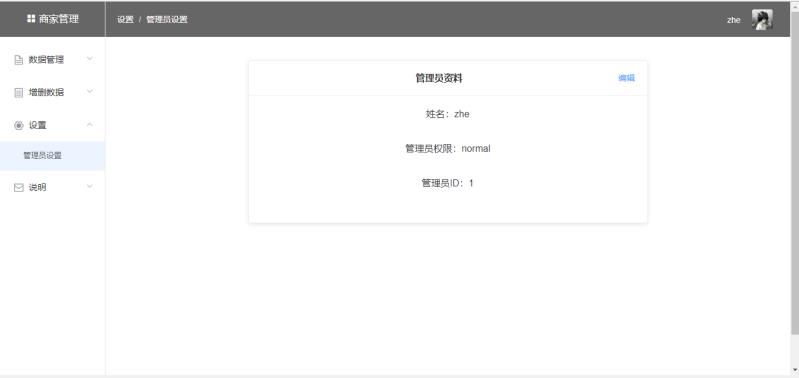 商家管理
设置 / 管理员设置
zhe
数据管理
增删数据
设置
管理员设置
说明
管理员资料
编辑
姓名：zhe
管理员权限：normal
管理员ID：1